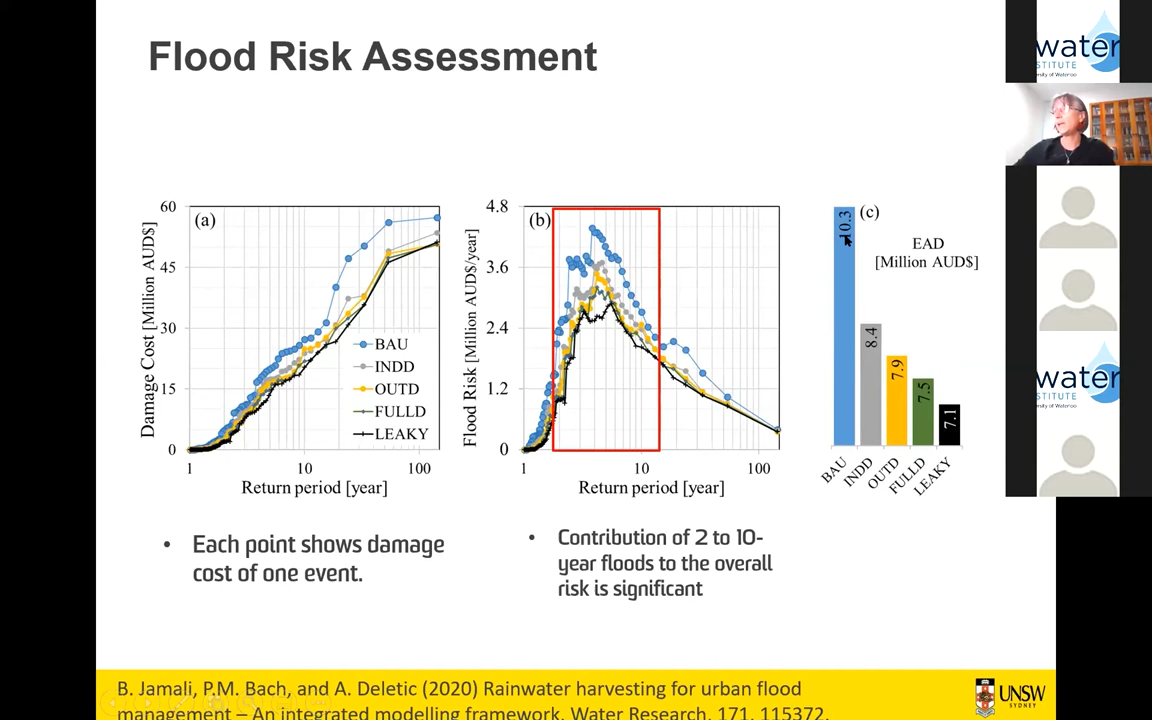 Flood Risk Assessment
water
STITUTE
water
STITUTE
Damage Cost [Million AUD$]
60
45
30
15
0
(a)
BAU
INDD
OUTD
FULLD
LEAKY
1
10
100
Return period [year]
Flood Risk [Million AUD$/year]
4.8
3.6
2.4
1.2
0
(b)
1
10
100
Return period [year]
(c)
EAD
[Million AUD$]
10.3
8.4
7.9
7.5
7.1
BAU
INDD
OUTD
FULLD
LEAKY
• Each point shows damage
cost of one event.
• Contribution of 2 to 10-
year floods to the overall
risk is significant
B. Jamali, P.M. Bach, and A. Deletic (2020) Rainwater harvesting for urban flood
management – An integrated modelling framework. Water Research, 171, 115372.
UNSW
SYDNEY